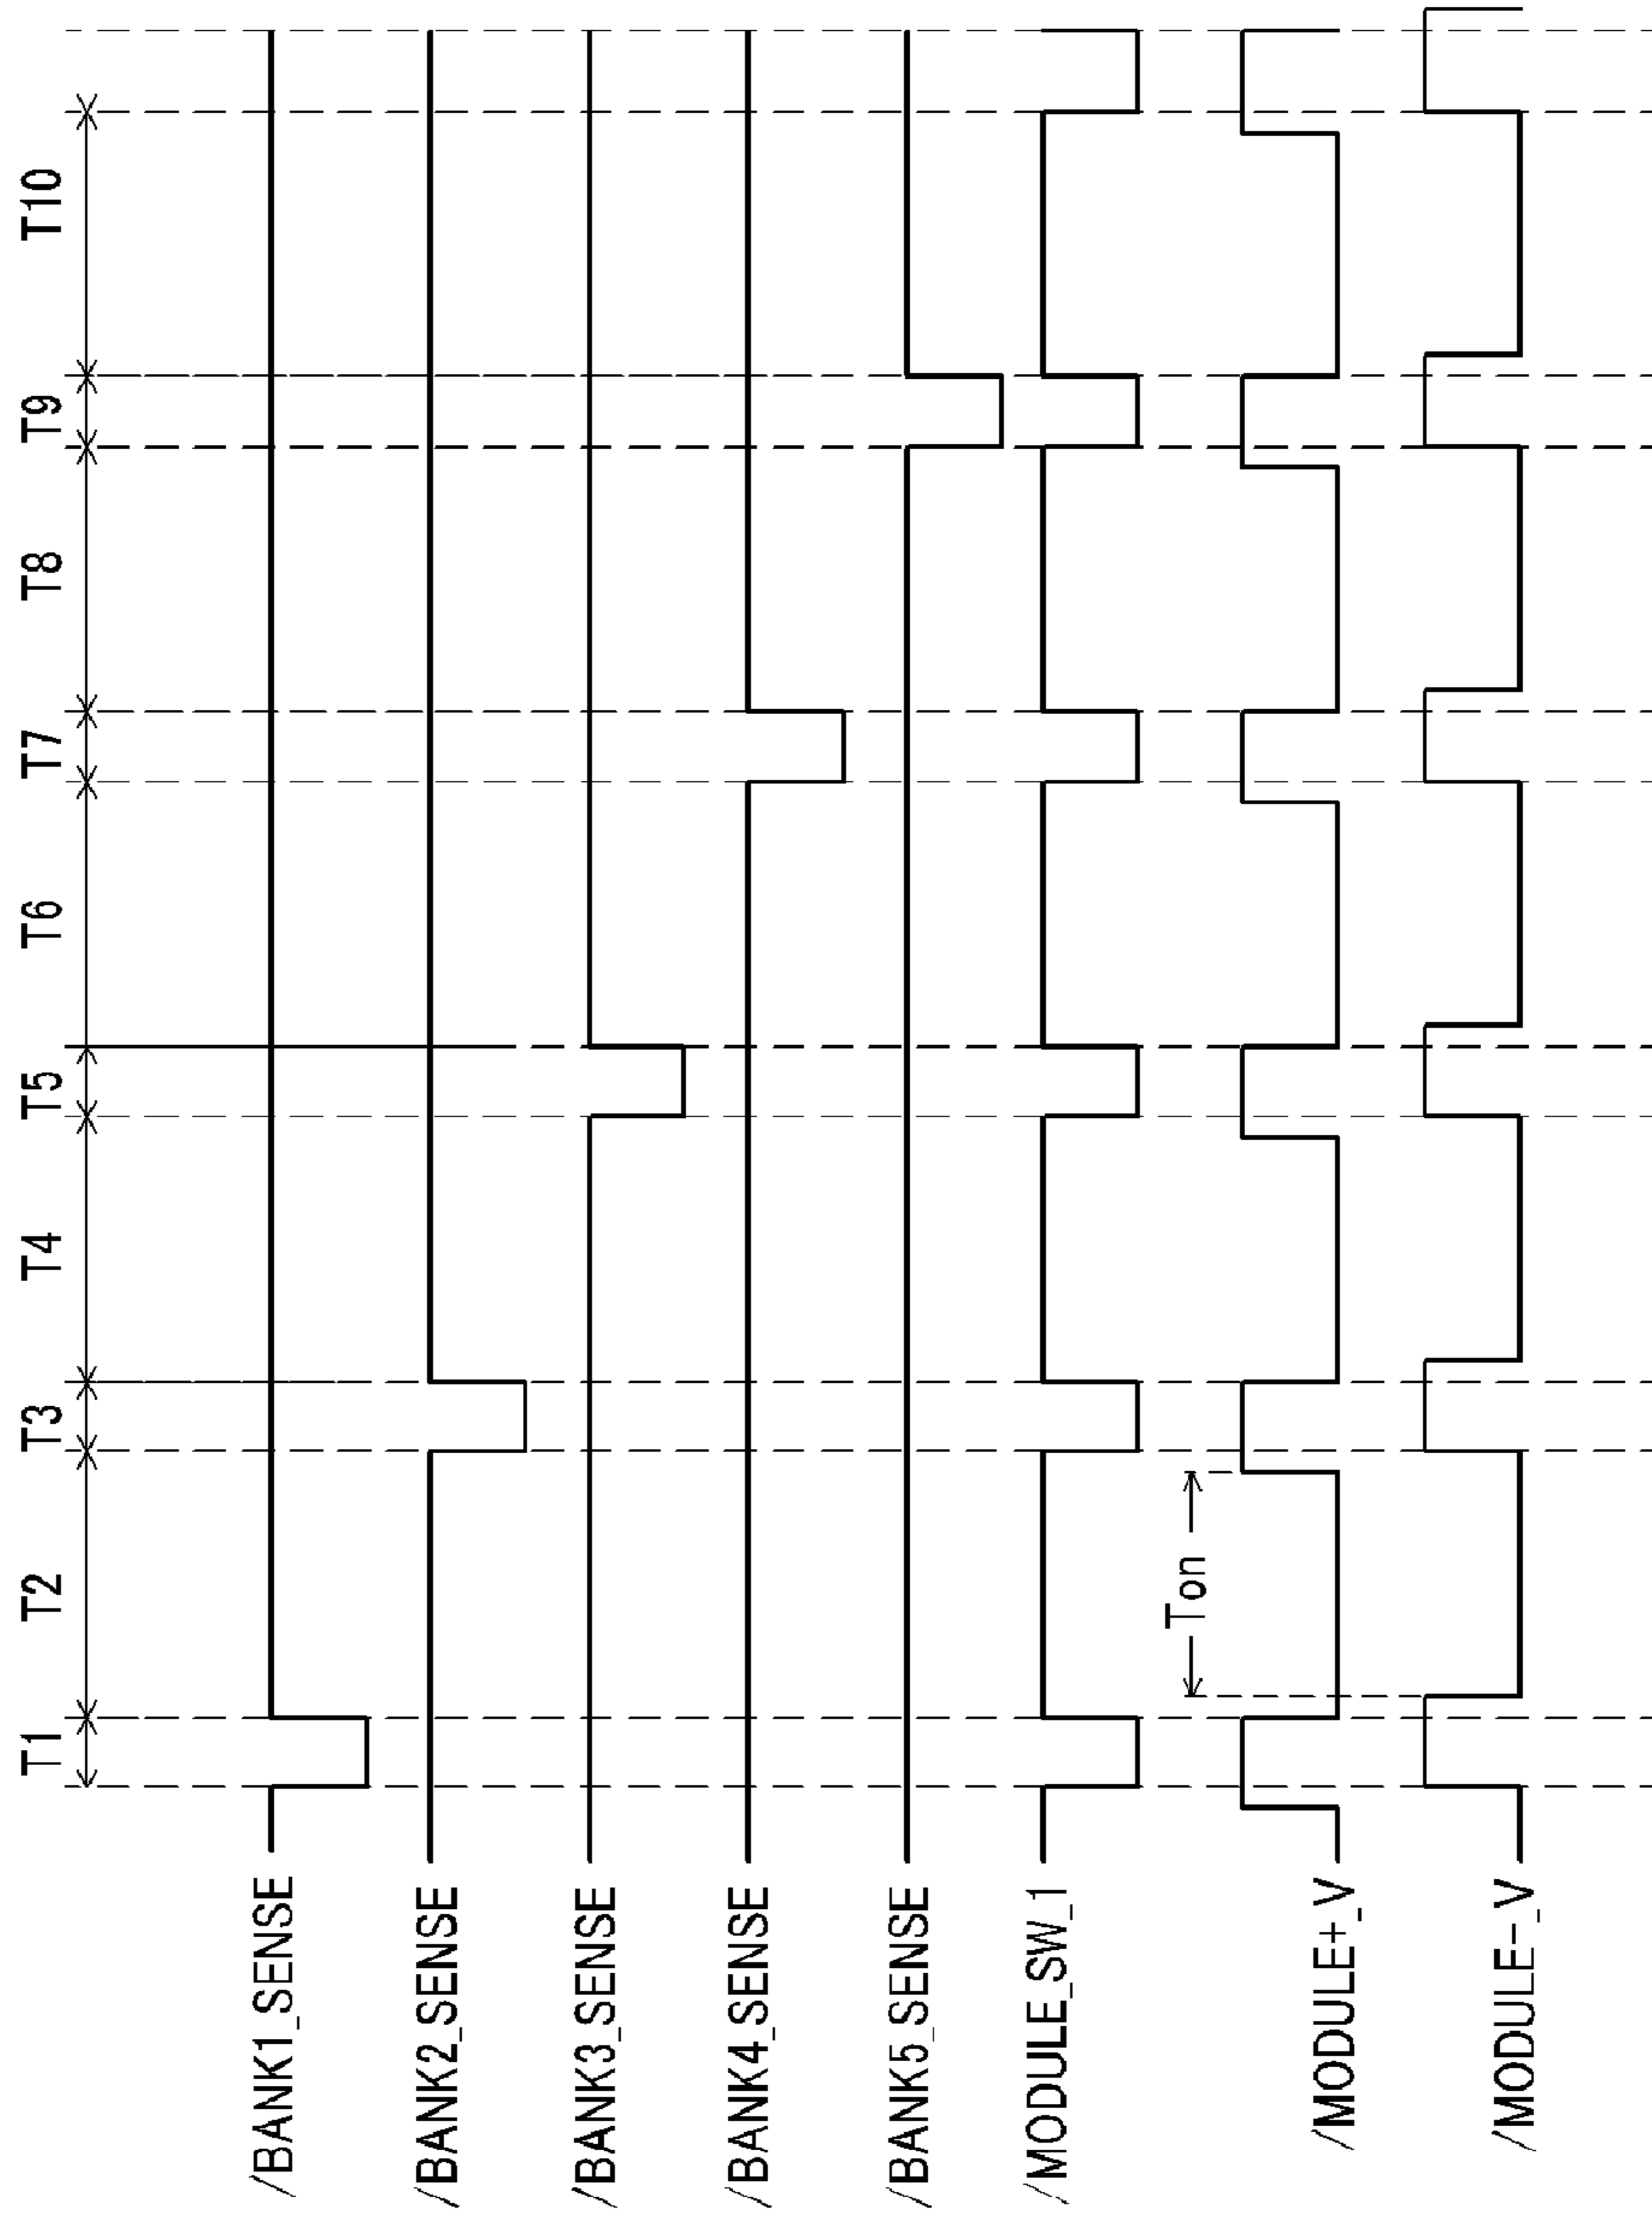 T1
T2
T3
T4
T5
T6
T7
T8
T9
T10
/BANK1_SENSE
/BANK2_SENSE
/BANK3_SENSE
/BANK4_SENSE
/BANK5_SENSE
/MODULE_SW_1
Ton
/MODULE+_V
/MODULE-_V